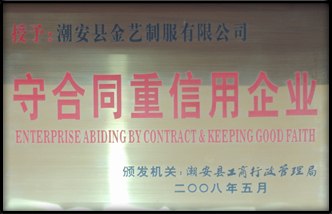 授予：潮安县金艺制服有限公司
守合同重信用企业
ENTERPRISE ABIDING BY CONTRACT & KEEPING GOOD FAITH
颁发机关：潮安县工商行政管理局
二〇〇八年五月